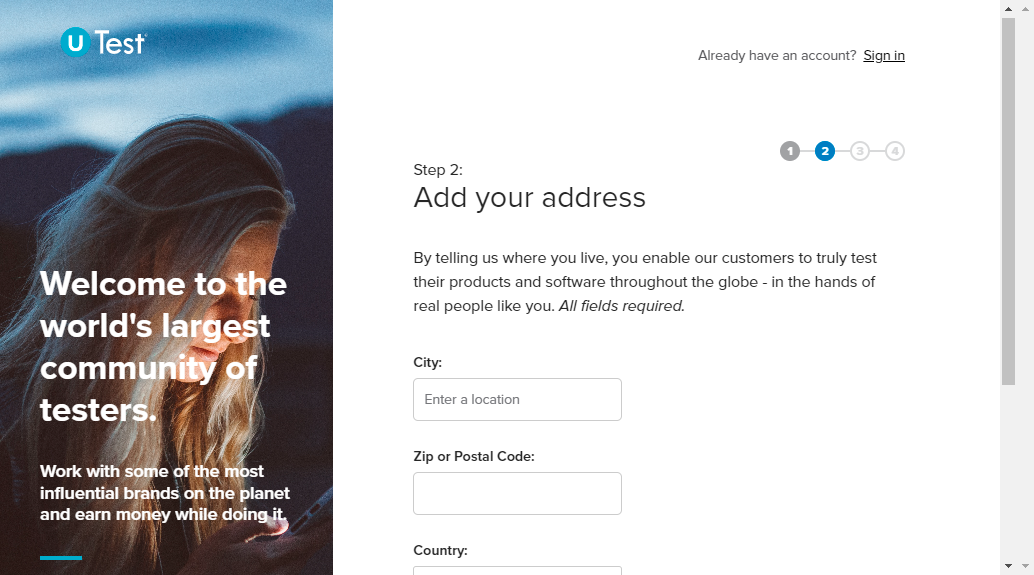 U Test
Already have an account? Sign in
1 2 3 4
Step 2:
Add your address
By telling us where you live, you enable our customers to truly test
their products and software throughout the globe - in the hands of
real people like you. All fields required.
City:
Enter a location
Zip or Postal Code:
Country:
Welcome to the
world's largest
community of
testers.
Work with some of the most
influential brands on the planet
and earn money while doing it.